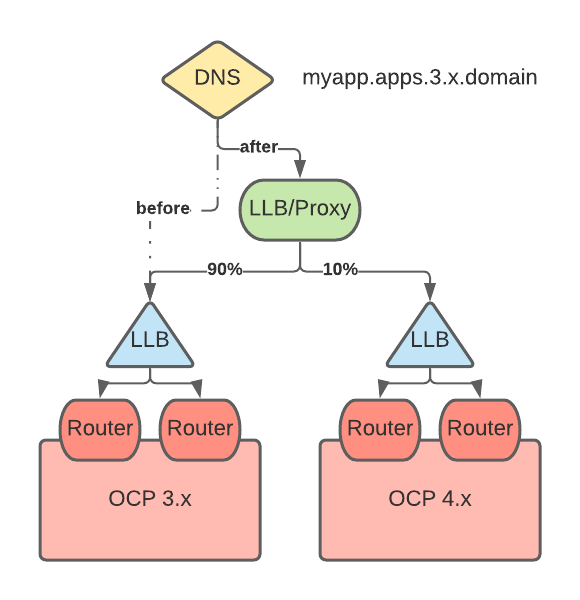 DNS
myapp.apps.3.x.domain
after
LLB/Proxy
before
90%
10%
LLB
LLB
Router
Router
Router
Router
OCP 3.x
OCP 4.x